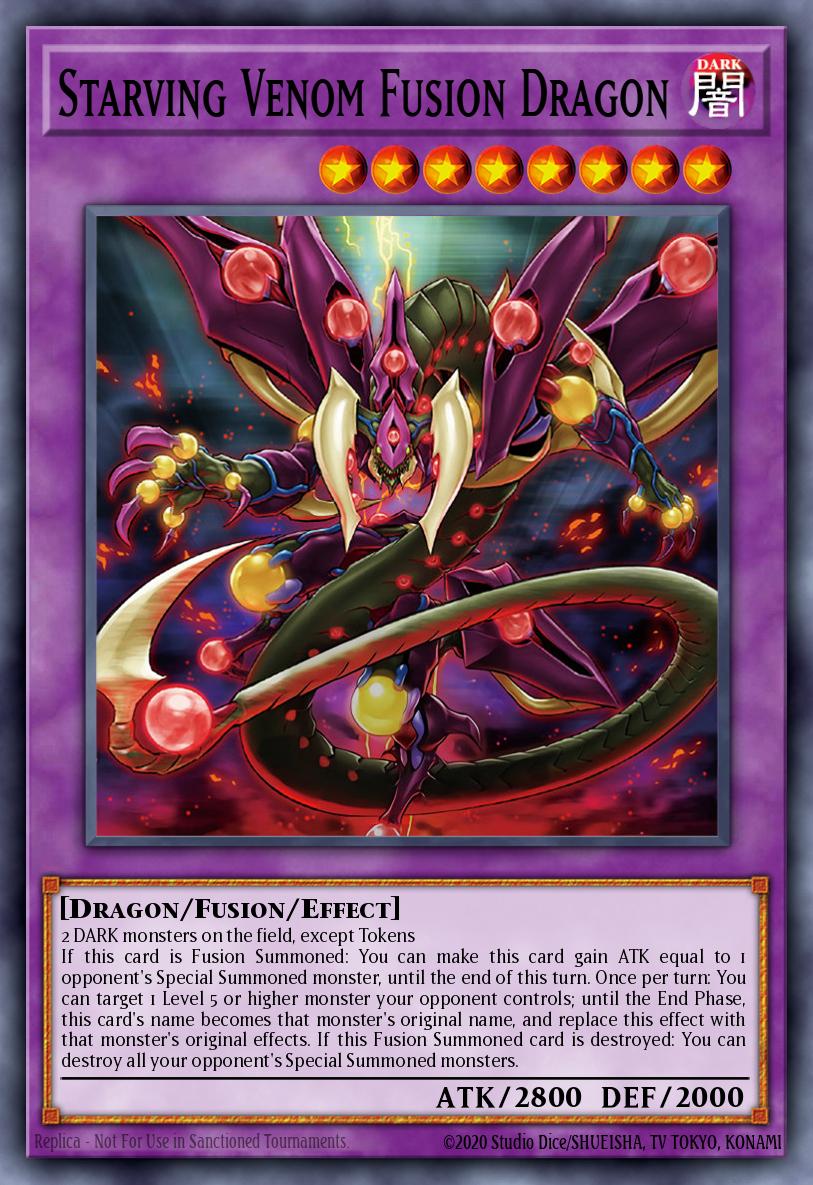 STARVING VENOM FUSION DRAGON
DARK
闇
[DRAGON/FUSION/EFFECT]
2 DARK monsters on the field, except Tokens
If this card is Fusion Summoned: You can make this card gain ATK equal to 1
opponent's Special Summoned monster, until the end of this turn. Once per turn: You
can target 1 Level 5 or higher monster your opponent controls; until the End Phase,
this card's name becomes that monster's original name, and replace this effect with
that monster's original effects. If this Fusion Summoned card is destroyed: You can
destroy all your opponent's Special Summoned monsters.
ATK/2800 DEF/2000
Replica - Not For Use in Sanctioned Tournaments.
©2020 Studio Dice/SHUEISHA, TV TOKYO, KONAMI